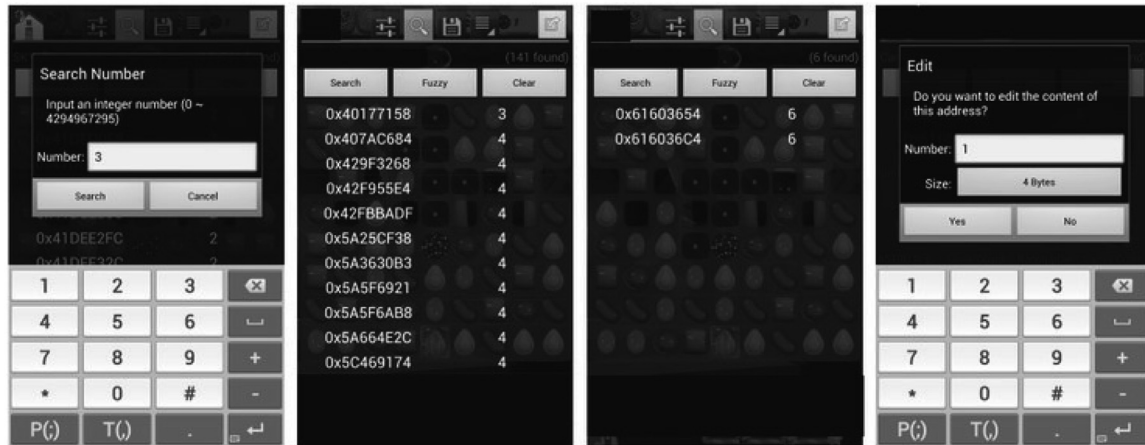 Search Number
Input an integer number (0 ~
4294967295)
Number: 3
Search Cancel
0x41DEE2FC 2
0x41DEE32C 2
1 2 3
4 5 6
7 8 9 +
* 0 # -
P(;) T(,) .
(141 found)
Search Fuzzy Clear
0x40177158 3
0x407AC684 4
0x429F3268 4
0x42F955E4 4
0x42FBBADF 4
0x5A25CF38 4
0x5A3630B3 4
0x5A5F6921 4
0x5A5F6AB8 4
0x5A664E2C 4
0x5C469174 4
(6 found)
Search Fuzzy Clear
0x61603654 6
0x616036C4 6
Edit
Do you want to edit the content of
this address?
Number: 1
Size: 4 Bytes
Yes No
1 2 3
4 5 6
7 8 9 +
* 0 # -
P(;) T(,) .